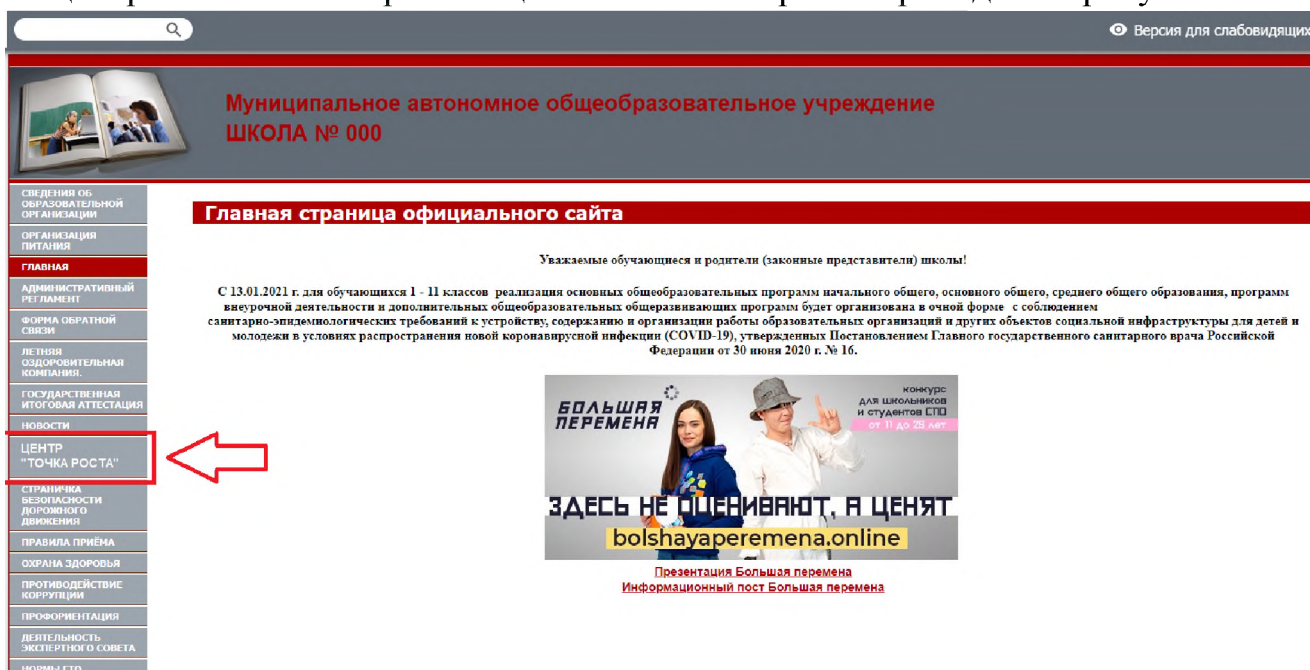 Версия для слабовидящих
Муниципальное автономное общеобразовательное учреждение
ШКОЛА № 000
СВЕДЕНИЯ ОБ
ОБРАЗОВАТЕЛЬНОЙ
ОРГАНИЗАЦИИ
ОРГАНИЗАЦИЯ
ПИТАНИЯ
ГЛАВНАЯ
АДМИНИСТРАТИВНЫЙ
РЕГЛАМЕНТ
ФОРМА ОБРАТНОЙ
СВЯЗИ
ЛЕТНЯЯ
ОЗДОРОВИТЕЛЬНАЯ
КОМПАНИЯ.
ГОСУДАРСТВЕННАЯ
ИТОГОВАЯ АТТЕСТАЦИЯ
НОВОСТИ
ЦЕНТР
"ТОЧКА РОСТА"
СТРАНИЧКА
БЕЗОПАСНОСТИ
ДОРОЖНОГО
ДВИЖЕНИЯ
ПРАВИЛА ПРИЁМА
ОХРАНА ЗДОРОВЬЯ
ПРОТИВОДЕЙСТВИЕ
КОРРУПЦИИ
ПРОФОРИЕНТАЦИЯ
ДЕЯТЕЛЬНОСТЬ
ЭКСПЕРТНОГО СОВЕТА
НОРМЫ ГТО
Главная страница официального сайта
Уважаемые обучающиеся и родители (законные представители) школы!
С 13.01.2021 г. для обучающихся 1 - 11 классов реализация основных общеобразовательных программ начального общего, основного общего, среднего общего образования, программ
внеурочной деятельности и дополнительных общеобразовательных общеразвивающих программ будет организована в очной форме с соблюдением
санитарно-эпидемиологических требований к устройству, содержанию и организации работы образовательных организаций и других объектов социальной инфраструктуры для детей и
молодежи в условиях распространения новой коронавирусной инфекции (COVID-19), утвержденных Постановлением Главного государственного санитарного врача Российской
Федерации от 30 июня 2020 г. № 16.
БОЛЬШАЯ
ПЕРЕМЕНА
конкурс
для школьников
и студентов СПО
от 11 до 25 лет
ЗДЕСЬ НЕ ОЦЕНИВАЮТ, А ЦЕНЯТ
bolshayaperemena.online
Презентация Большая перемена
Информационный пост Большая перемена